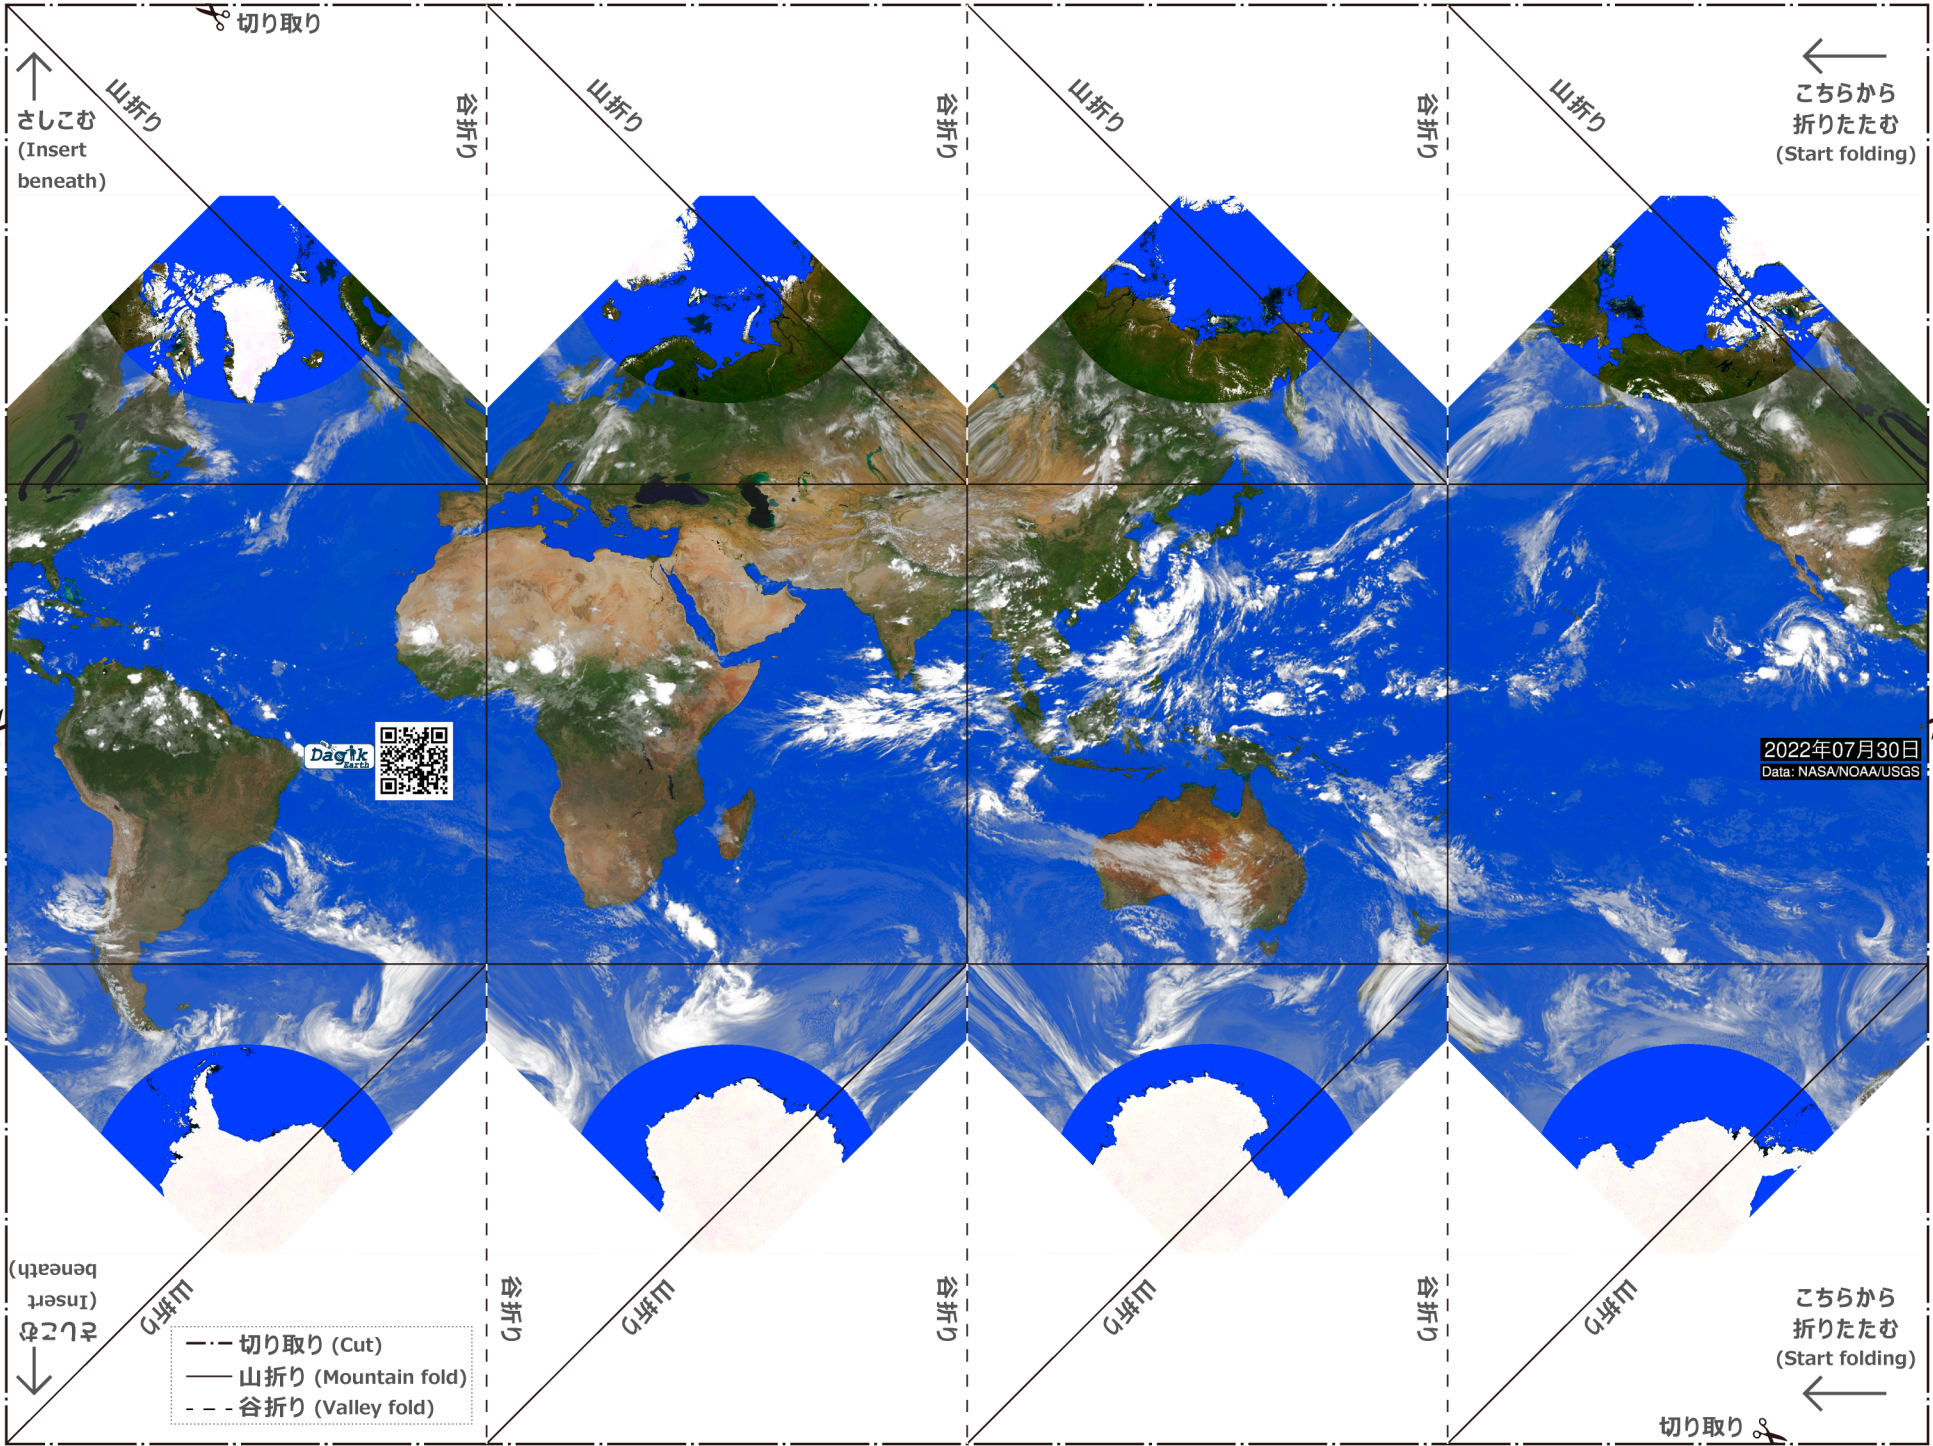 切り取り
山折り
谷折り
山折り
谷折り
山折り
谷折り
山折り
さしこむ
(Insert
beneath)
こちらから
折りたたむ
(Start folding)
Dagik
Earth
2022年07月30日
Data: NASA/NOAA/USGS
さしこむ
(Insert
beneath)
山折り
谷折り
山折り
谷折り
山折り
谷折り
山折り
こちらから
折りたたむ
(Start folding)
切り取り (Cut)
山折り (Mountain fold)
谷折り (Valley fold)
切り取り